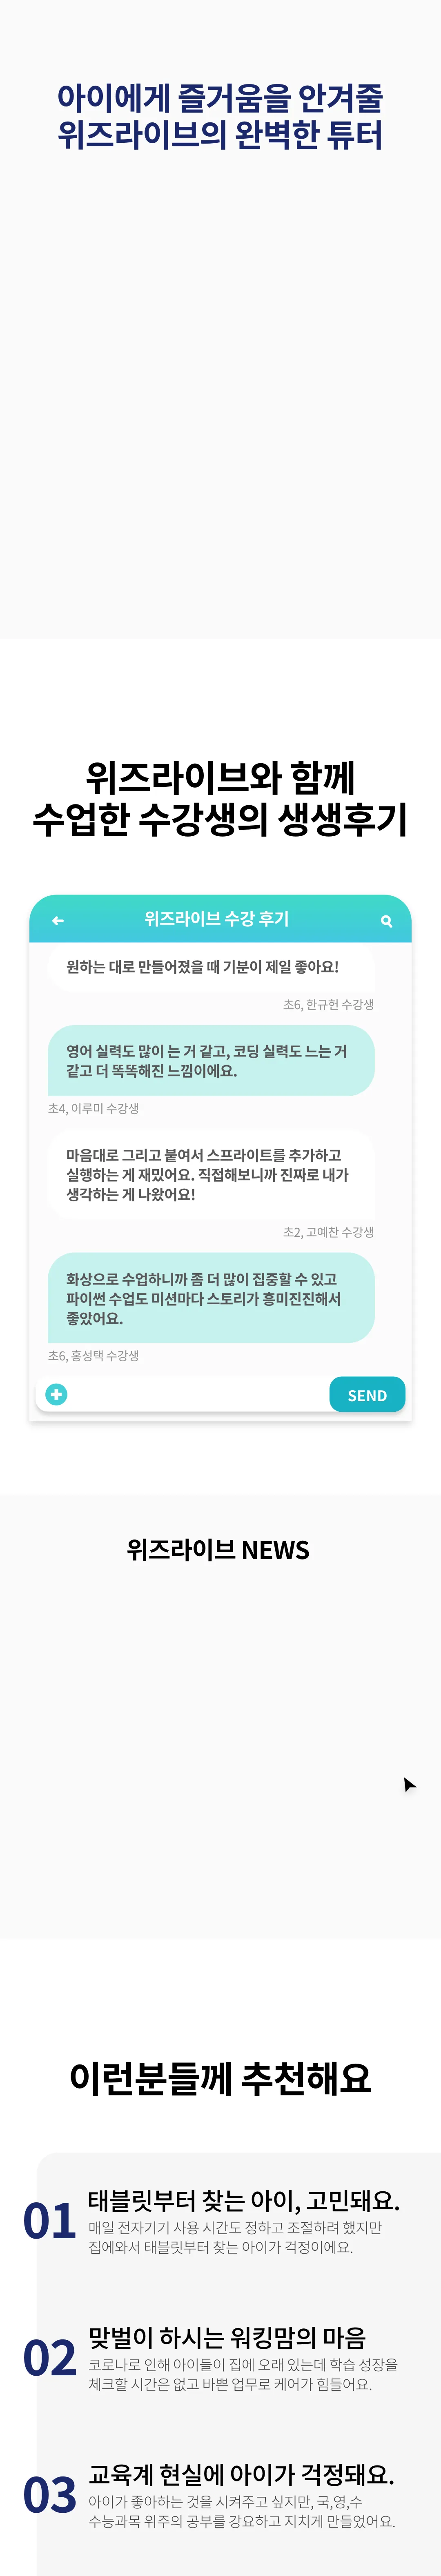 아이에게 즐거움을 안겨줄
위즈라이브의 완벽한 튜터
위즈라이브와 함께
수업한 수강생의 생생후기
위즈라이브 수강 후기
원하는 대로 만들어졌을 때 기분이 제일 좋아요!
초6, 한규헌 수강생
영어 실력도 많이 는 거 같고, 코딩 실력도 느는 거
같고 더 똑똑해진 느낌이에요.
초4, 이루미 수강생
마음대로 그리고 붙여서 스프라이트를 추가하고
실행하는 게 재밌어요. 직접해보니까 진짜로 내가
생각하는 게 나왔어요!
초2, 고예찬 수강생
화상으로 수업하니까 좀 더 많이 집중할 수 있고
파이썬 수업도 미션마다 스토리가 흥미진진해서
좋았어요.
초6, 홍성택 수강생
SEND
위즈라이브 NEWS
이런분들께 추천해요
01
태블릿부터 찾는 아이, 고민돼요.
매일 전자기기 사용 시간도 정하고 조절하려 했지만
집에와서 태블릿부터 찾는 아이가 걱정이에요.
02
맞벌이 하시는 워킹맘의 마음
코로나로 인해 아이들이 집에 오래 있는데 학습 성장을
체크할 시간은 없고 바쁜 업무로 케어가 힘들어요.
03
교육계 현실에 아이가 걱정돼요.
아이가 좋아하는 것을 시켜주고 싶지만, 국,영,수
수능과목 위주의 공부를 강요하고 지치게 만들었어요.